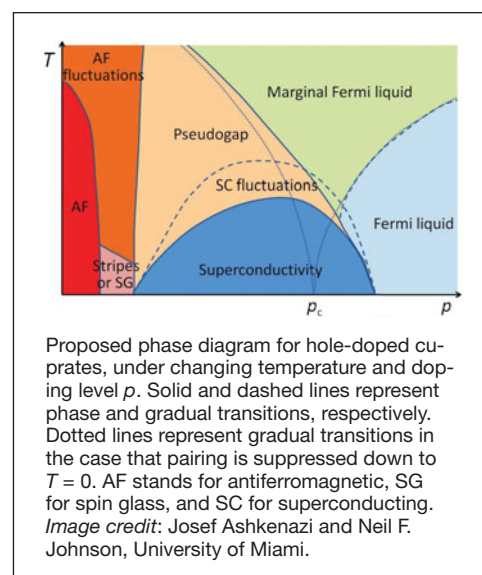 T
AF
fluctuations
Marginal Fermi liquid
Pseudogap
SC fluctuations
AF
Fermi liquid
Stripes
or SG
Superconductivity
pc
p
Proposed phase diagram for hole-doped cu-
prates, under changing temperature and dop-
ing level p. Solid and dashed lines represent
phase and gradual transitions, respectively.
Dotted lines represent gradual transitions in
the case that pairing is suppressed down to
T = 0. AF stands for antiferromagnetic, SG
for spin glass, and SC for superconducting.
Image credit: Josef Ashkenazi and Neil F.
Johnson, University of Miami.